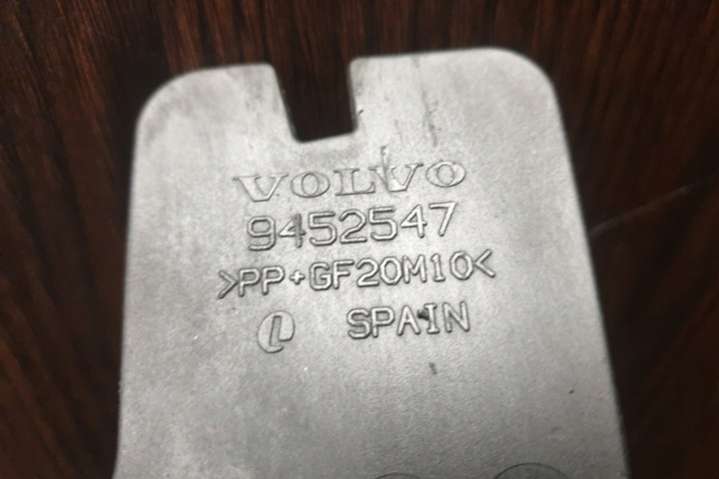 VOLVO
9452547
>PP+GF20M10<
L SPAIN